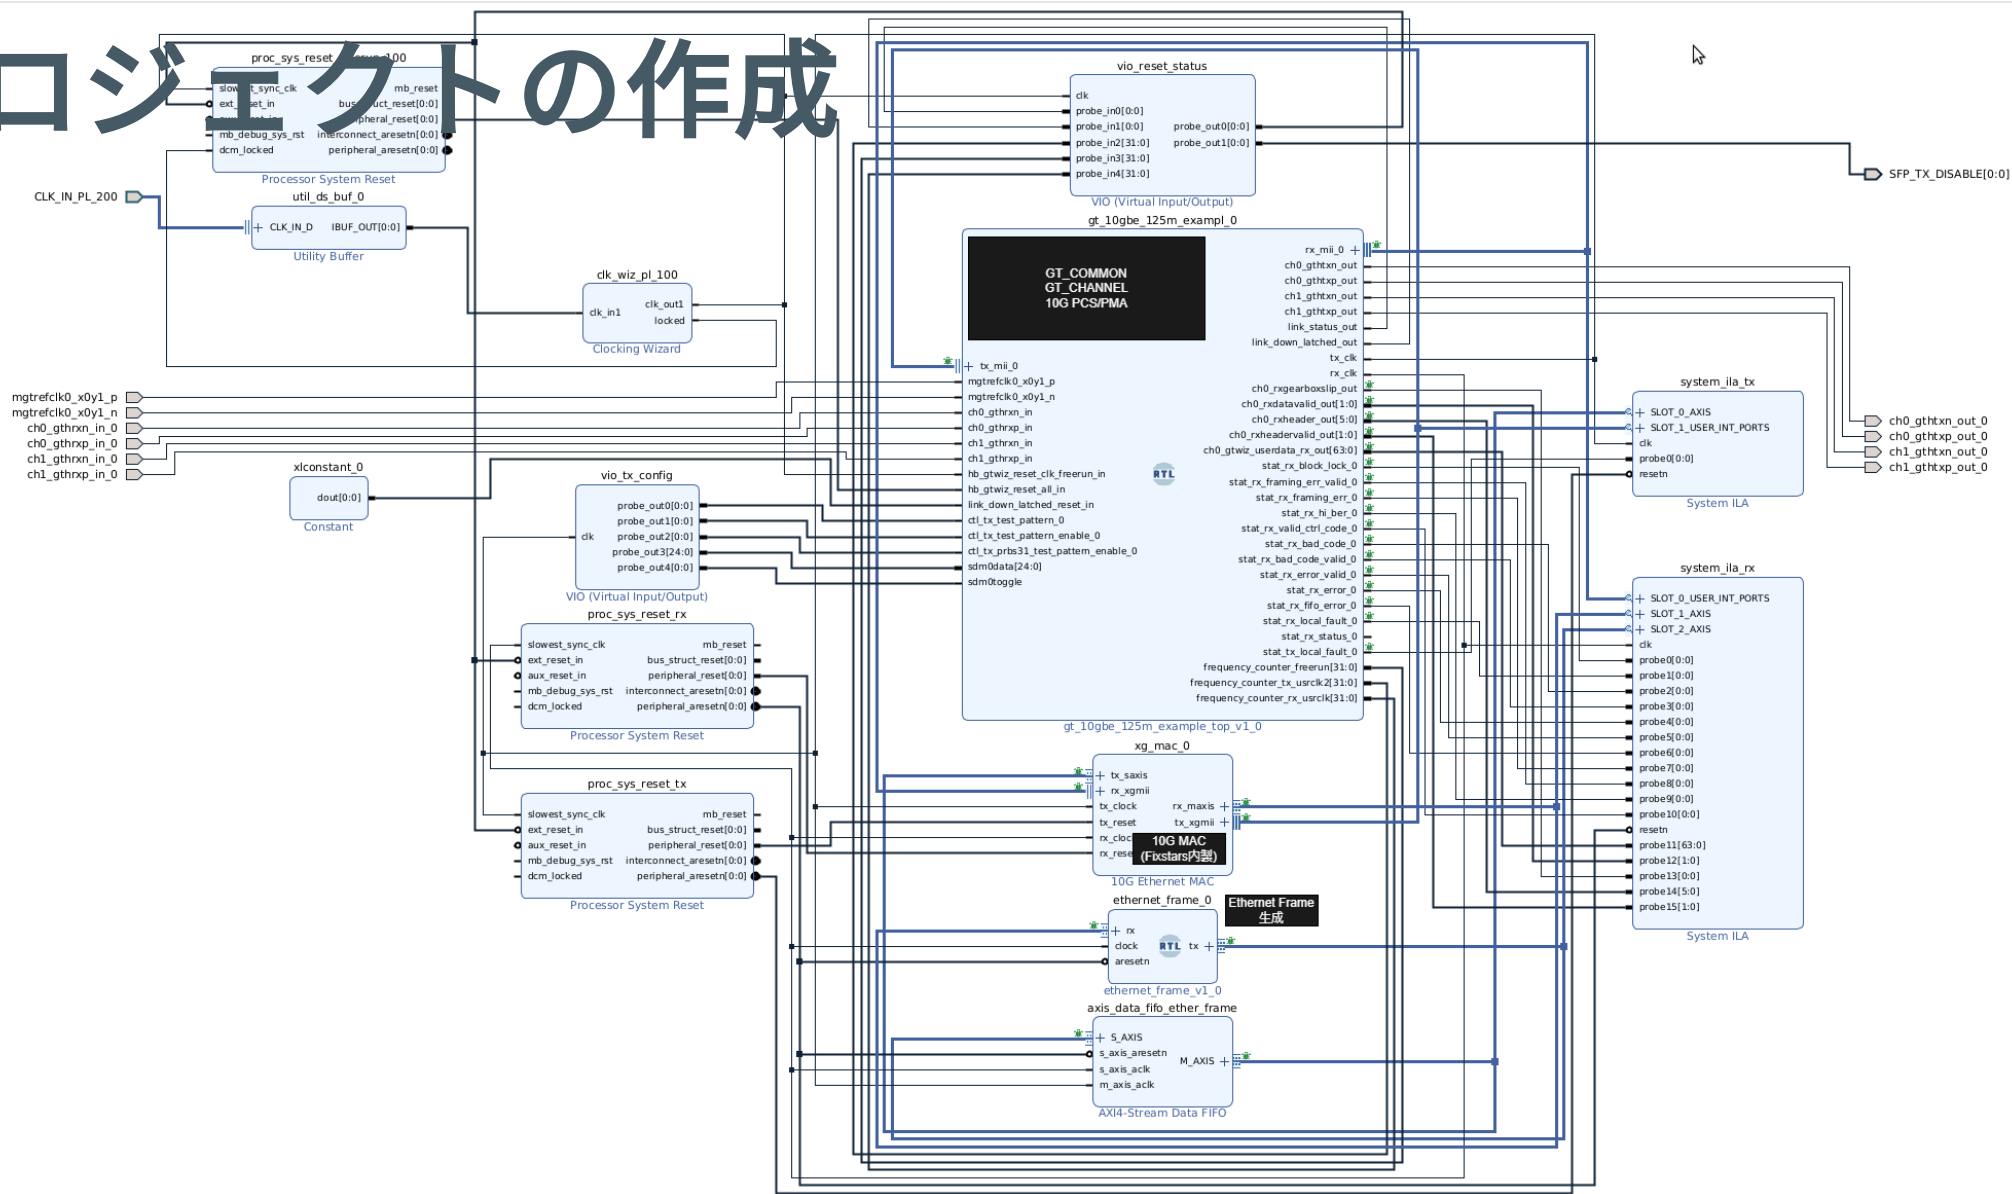 ロジェクトの作成
slowest_sync_clk
mb_reset
mb_debug_sys_rst
interconnect_aresetn[0:0]
dcm_locked
peripheral_aresetn[0:0]
Processor System Reset
CLK_IN_PL_200
util_ds_buf_0
CLK_IN_D
IBUF_OUT[0:0]
Utility Buffer
clk_wiz_pl_100
clk_in1
clk_out1
locked
Clocking Wizard
mgtrefclk0_x0y1_p
mgtrefclk0_x0y1_n
ch0_gthrxn_in_0
ch0_gthrxp_in_0
ch1_gthrxn_in_0
ch1_gthrxp_in_0
xlconstant_0
dout[0:0]
Constant
vio_tx_config
clk
probe_out0[0:0]
probe_out1[0:0]
probe_out2[0:0]
probe_out3[24:0]
probe_out4[0:0]
VIO (Virtual Input/Output)
proc_sys_reset_rx
slowest_sync_clk
ext_reset_in
aux_reset_in
mb_debug_sys_rst
dcm_locked
mb_reset
bus_struct_reset[0:0]
peripheral_reset[0:0]
interconnect_aresetn[0:0]
peripheral_aresetn[0:0]
Processor System Reset
proc_sys_reset_tx
slowest_sync_clk
ext_reset_in
aux_reset_in
mb_debug_sys_rst
dcm_locked
mb_reset
bus_struct_reset[0:0]
peripheral_reset[0:0]
interconnect_aresetn[0:0]
peripheral_aresetn[0:0]
Processor System Reset
vio_reset_status
clk
probe_in0[0:0]
probe_in1[0:0]
probe_in2[31:0]
probe_in3[31:0]
probe_in4[31:0]
probe_out0[0:0]
probe_out1[0:0]
VIO (Virtual Input/Output)
gt_10gbe_125m_exampl_0
GT_COMMON
GT_CHANNEL
10G PCS/PMA
tx_mii_0
mgtrefclk0_x0y1_p
mgtrefclk0_x0y1_n
ch0_gthrxn_in
ch0_gthrxp_in
ch1_gthrxn_in
ch1_gthrxp_in
hb_gtwiz_reset_clk_freerun_in
hb_gtwiz_reset_all_in
link_down_latched_reset_in
ctl_tx_test_pattern_0
ctl_tx_test_pattern_enable_0
ctl_tx_prbs31_test_pattern_enable_0
sdm0data[24:0]
sdm0toggle
RTL
rx_mii_0
ch0_gthtxn_out
ch0_gthtxp_out
ch1_gthtxn_out
ch1_gthtxp_out
link_status_out
link_down_latched_out
tx_clk
rx_clk
ch0_rxgearboxslip_out
ch0_rxdatavalid_out[1:0]
ch0_rxheader_out[5:0]
ch0_rxheadervalid_out[1:0]
ch0_gtwiz_userdata_rx_out[63:0]
stat_rx_block_lock_0
stat_rx_framing_err_valid_0
stat_rx_framing_err_0
stat_rx_hi_ber_0
stat_rx_valid_ctrl_code_0
stat_rx_bad_code_0
stat_rx_bad_code_valid_0
stat_rx_error_valid_0
stat_rx_error_0
stat_rx_fifo_error_0
stat_rx_local_fault_0
stat_rx_status_0
stat_tx_local_fault_0
frequency_counter_freerun[31:0]
frequency_counter_tx_usrclk2[31:0]
frequency_counter_rx_usrclk[31:0]
gt_10gbe_125m_example_top_v1_0
xg_mac_0
tx_saxis
rx_xgmii
tx_clock
tx_reset
rx_maxis
tx_xgmii
10G MAC
(Fixstars内製)
10G Ethernet MAC
ethernet_frame_0
rx
clock
aresetn
RTL
tx
Ethernet Frame
生成
ethernet_frame_v1_0
axis_data_fifo_ether_frame
S_AXIS
s_axis_aresetn
s_axis_aclk
m_axis_aclk
M_AXIS
AXI4-Stream Data FIFO
SFP_TX_DISABLE[0:0]
system_ila_tx
SLOT_0_AXIS
SLOT_1_USER_INT_PORTS
clk
probe0[0:0]
resetn
System ILA
ch0_gthtxn_out_0
ch0_gthtxp_out_0
ch1_gthtxn_out_0
ch1_gthtxp_out_0
system_ila_rx
SLOT_0_USER_INT_PORTS
SLOT_1_AXIS
SLOT_2_AXIS
clk
probe0[0:0]
probe1[0:0]
probe2[0:0]
probe3[0:0]
probe4[0:0]
probe5[0:0]
probe6[0:0]
probe7[0:0]
probe8[0:0]
probe9[0:0]
probe10[0:0]
resetn
probe11[63:0]
probe12[1:0]
probe13[0:0]
probe14[5:0]
probe15[1:0]
System ILA